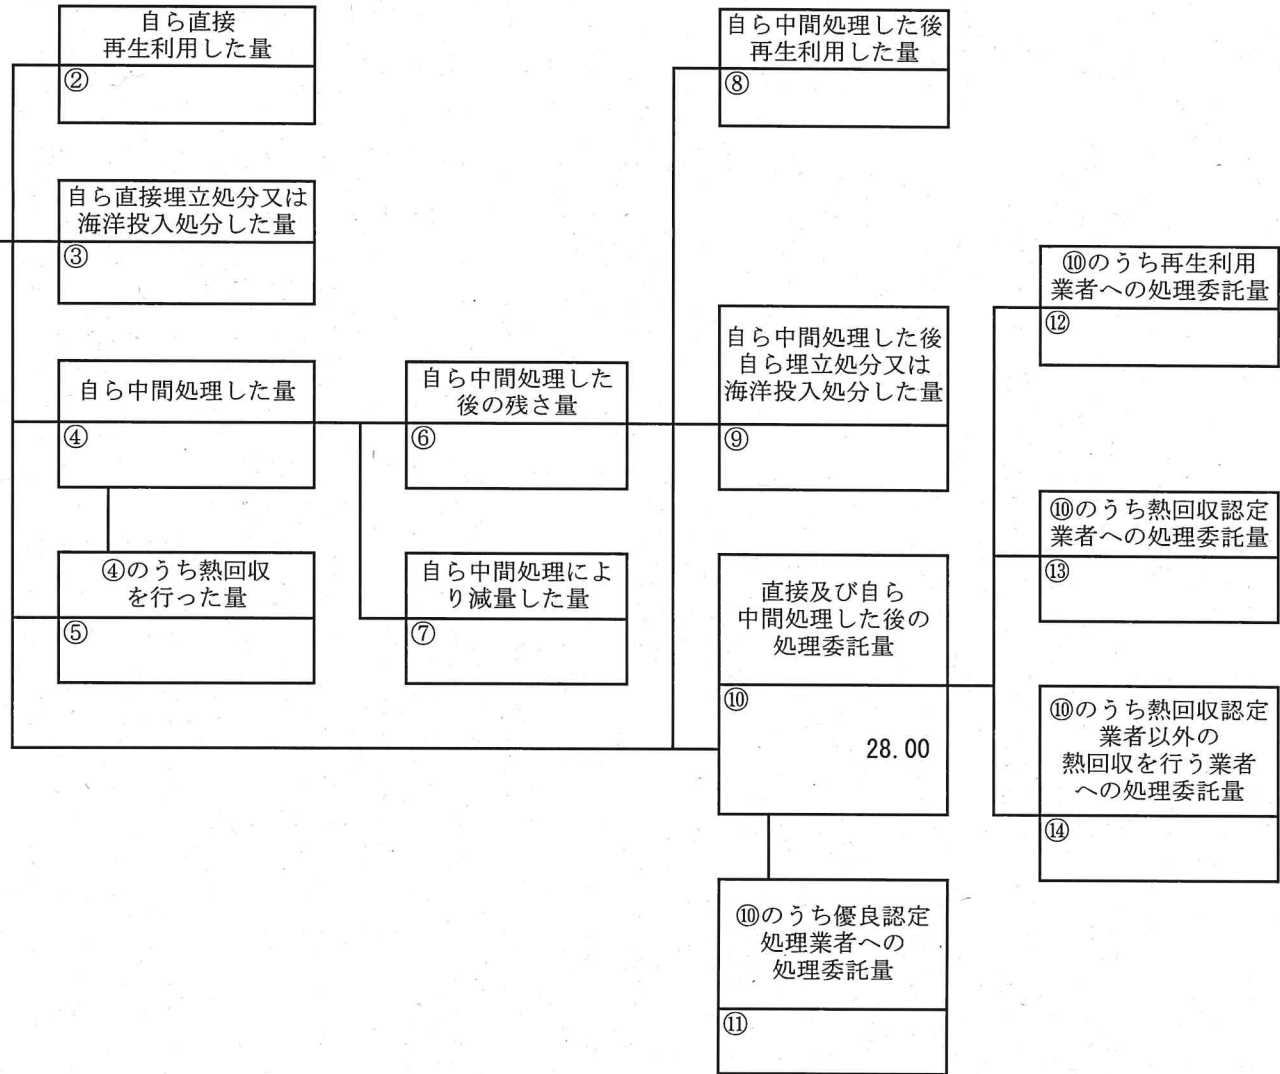 自ら直接
再生利用した量
②
自ら直接埋立処分又は
海洋投入処分した量
③
自ら中間処理した量
④
④のうち熱回収
を行った量
⑤
自ら中間処理した
後の残さ量
⑥
自ら中間処理によ
り減量した量
⑦
自ら中間処理した後
再生利用した量
⑧
自ら中間処理した後
自ら埋立処分又は
海洋投入処分した量
⑨
直接及び自ら
中間処理した後の
処理委託量
⑩
28.00
⑩のうち優良認定
処理業者への
処理委託量
⑪
⑩のうち再生利用
業者への処理委託量
⑫
⑩のうち熱回収認定
業者への処理委託量
⑬
⑩のうち熱回収認定
業者以外の
熱回収を行う業者
への処理委託量
⑭